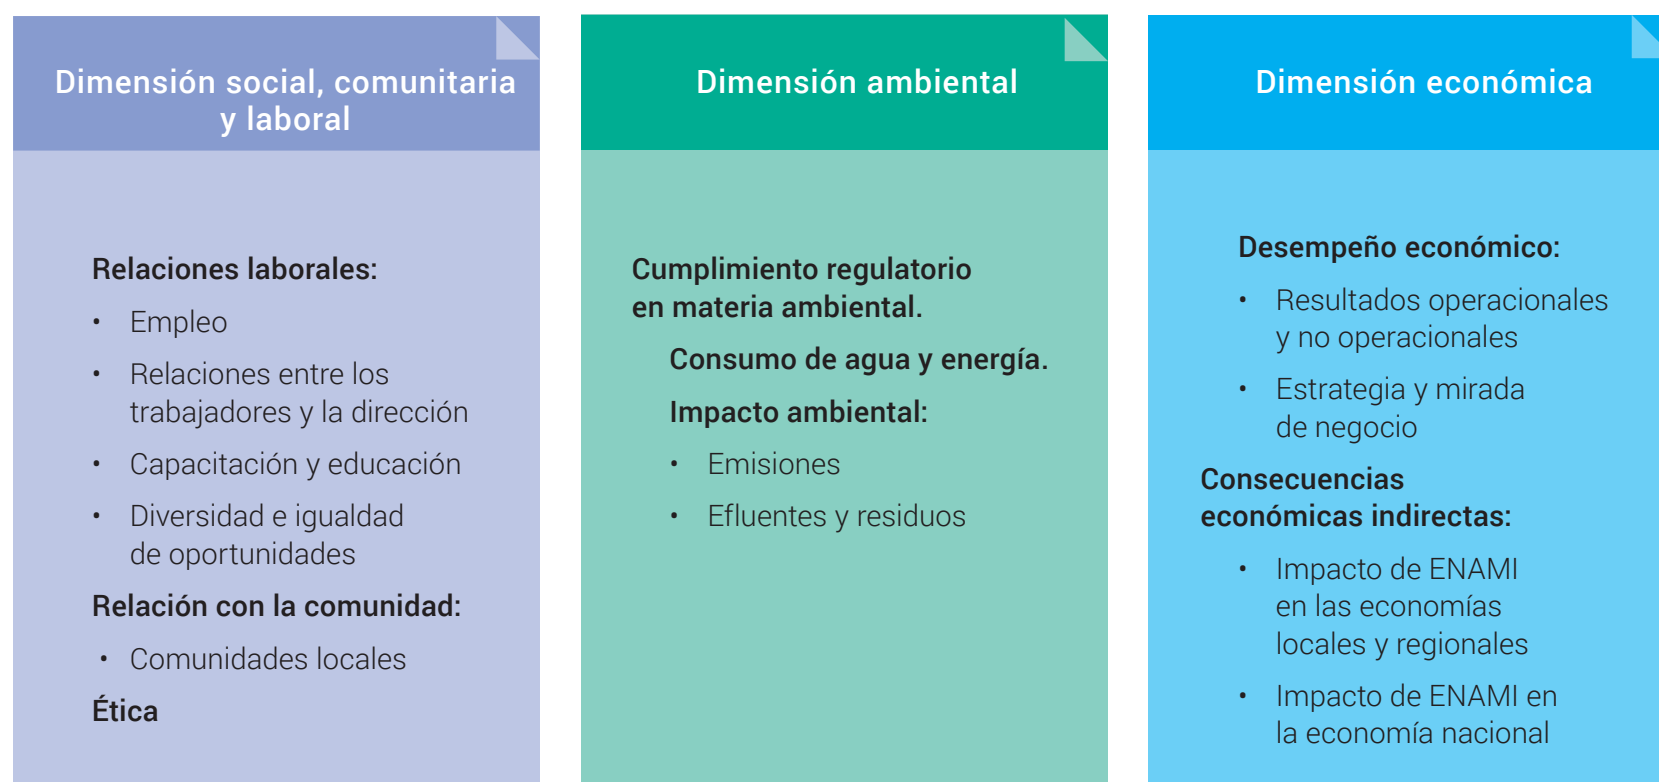 Dimensión social, comunitaria
y laboral
Relaciones laborales:
• Empleo
• Relaciones entre los
trabajadores y la dirección
• Capacitación y educación
• Diversidad e igualdad
de oportunidades
Relación con la comunidad:
• Comunidades locales
Ética
Dimensión ambiental
Cumplimiento regulatorio
en materia ambiental.
Consumo de agua y energía.
Impacto ambiental:
• Emisiones
• Efluentes y residuos
Dimensión económica
Desempeño económico:
• Resultados operacionales
y no operacionales
• Estrategia y mirada
de negocio
Consecuencias
económicas indirectas:
• Impacto de ENAMI
en las economías
locales y regionales
• Impacto de ENAMI en
la economía nacional